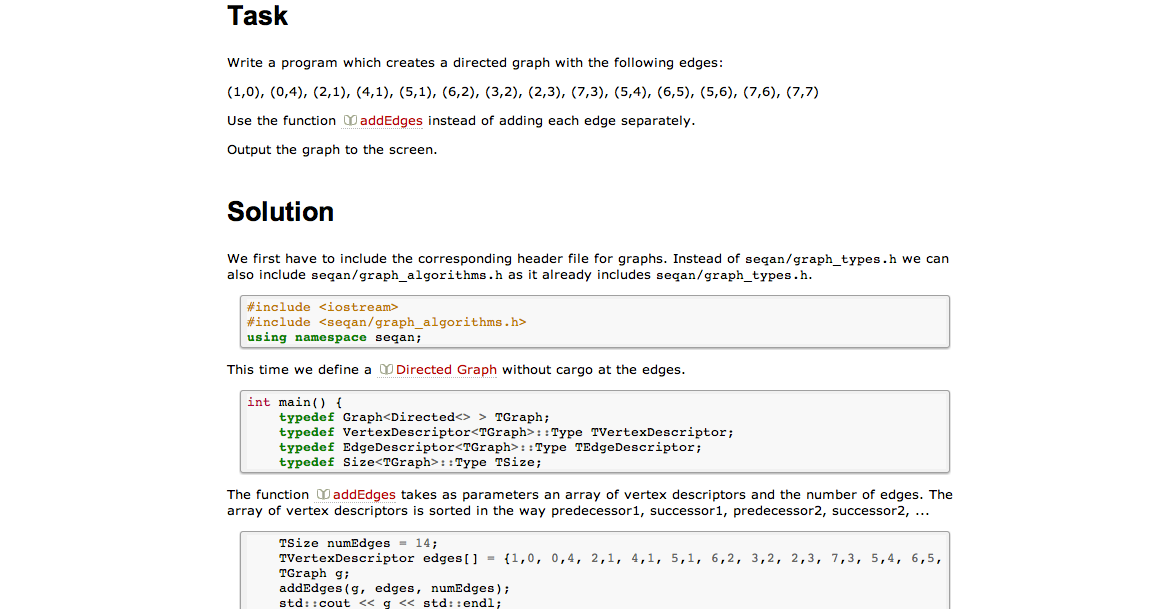 Task
Write a program which creates a directed graph with the following edges:
(1,0), (0,4), (2,1), (4,1), (5,1), (6,2), (3,2), (2,3), (7,3), (5,4), (6,5), (5,6), (7,6), (7,7)
Use the function addEdges instead of adding each edge separately.
Output the graph to the screen.
Solution
We first have to include the corresponding header file for graphs. Instead of seqan/graph_types.h we can
also include seqan/graph_algorithms.h as it already includes seqan/graph_types.h.
#include <iostream>
#include <seqan/graph_algorithms.h>
using namespace seqan;
This time we define a Directed Graph without cargo at the edges.
int main() {
    typedef Graph<Directed<> > TGraph;
    typedef VertexDescriptor<TGraph>::Type TVertexDescriptor;
    typedef EdgeDescriptor<TGraph>::Type TEdgeDescriptor;
    typedef Size<TGraph>::Type TSize;
The function addEdges takes as parameters an array of vertex descriptors and the number of edges. The
array of vertex descriptors is sorted in the way predecessor1, successor1, predecessor2, successor2, ...
    TSize numEdges = 14;
    TVertexDescriptor edges[] = {1,0, 0,4, 2,1, 4,1, 5,1, 6,2, 3,2, 2,3, 7,3, 5,4, 6,5,
    TGraph g;
    addEdges(g, edges, numEdges);
    std::cout << g << std::endl;